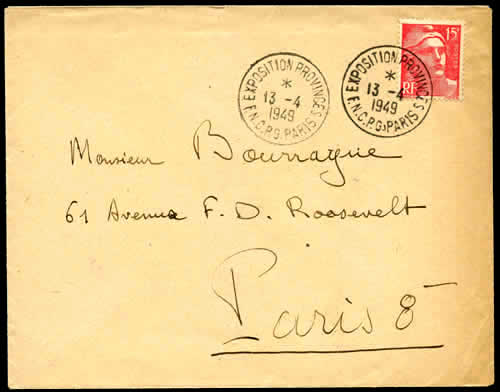 EXPOSITION PROVINCES
*
13 -4
1949
F.N.C.P.G. PARIS
EXPOSITION PROVINCES
*
13 -4
1949
F.N.C.P.G. PARIS
15F
RF
Monsieur Bournague
61 Avenue F. D. Roosevelt
Paris 8